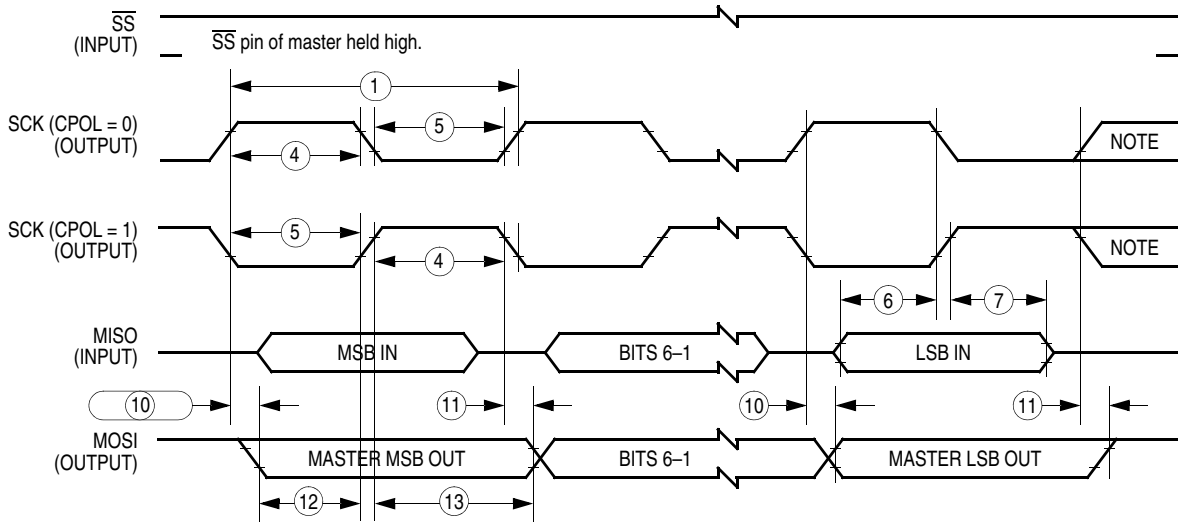 SS
(INPUT)
SS pin of master held high.
1
SCK (CPOL = 0)
(OUTPUT)
5
4
NOTE
SCK (CPOL = 1)
(OUTPUT)
5
4
NOTE
6
7
MISO
(INPUT)
MSB IN
BITS 6–1
LSB IN
10
11
10
11
MOSI
(OUTPUT)
MASTER MSB OUT
BITS 6–1
MASTER LSB OUT
12
13